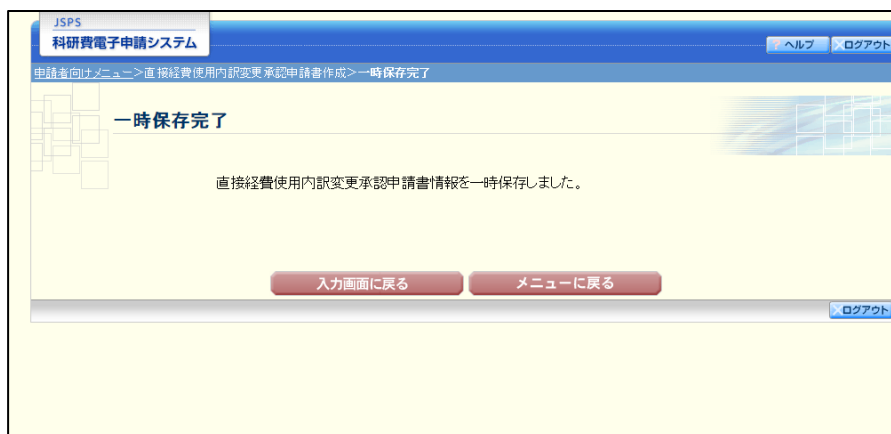 JSPS
科研費電子申請システム
? ヘルプ ×ログアウト
申請者向けメニュー>直接経費使用内訳変更承認申請書作成>一時保存完了
一時保存完了
直接経費使用内訳変更承認申請書情報を一時保存しました。
入力画面に戻る メニューに戻る
×ログアウト